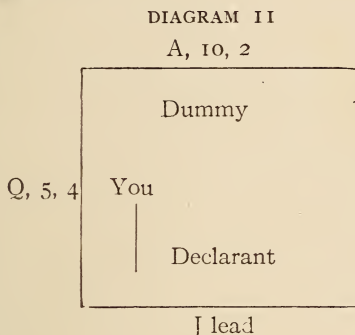 DIAGRAM II
A, 10, 2
Dummy
Q, 5, 4 You
Declarant
J lead